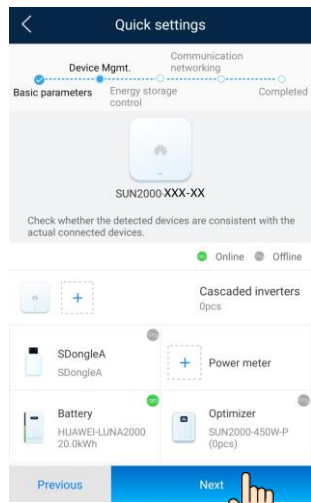 Quick settings
Communication
Device Mgmt.
networking
Basic parameters
Energy storage
control
Completed
SUN2000-XXX-XX
Check whether the detected devices are consistent with the
actual connected devices.
Online
Offline
Cascaded inverters
0pcs
SDongleA
SDongleA
Power meter
Battery
HUAWEI-LUNA2000
20.0kWh
Optimizer
SUN2000-450W-P
(0pcs)
Previous
Next